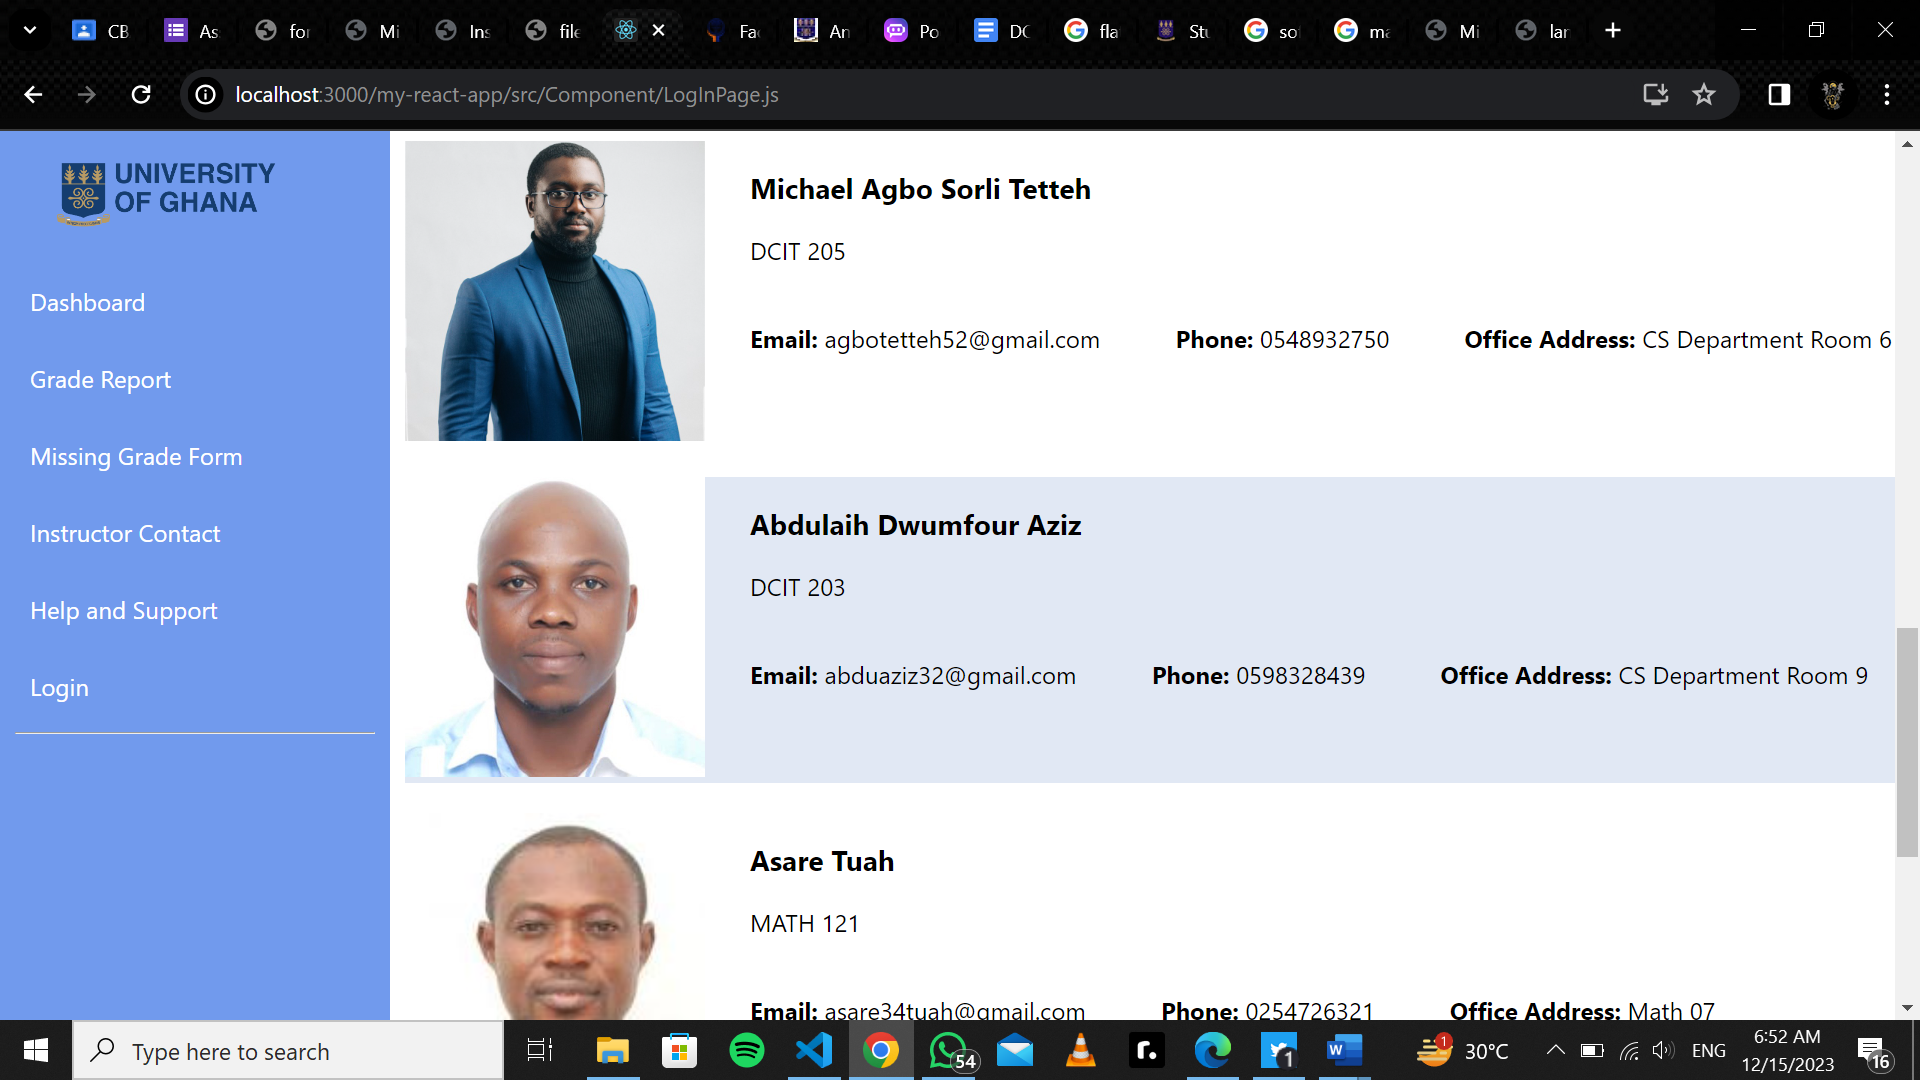 CB
As
for
Mi
Ins
file
Fa
An
Po
DC
fla
Stu
so
ma
Mi
lar
localhost:3000/my-react-app/src/Component/LogInPage.js
UNIVERSITY
OF GHANA
Dashboard
Grade Report
Missing Grade Form
Instructor Contact
Help and Support
Login
Michael Agbo Sorli Tetteh
DCIT 205
Email: agbotetteh52@gmail.com Phone: 0548932750 Office Address: CS Department Room 6
Abdulaih Dwumfour Aziz
DCIT 203
Email: abduaziz32@gmail.com Phone: 0598328439 Office Address: CS Department Room 9
Asare Tuah
MATH 121
Email: asare34tuah@gmail.com Phone: 0254726321 Office Address: Math 07
Type here to search
54
r.
1
W
1
30°C
ENG
6:52 AM
12/15/2023
16